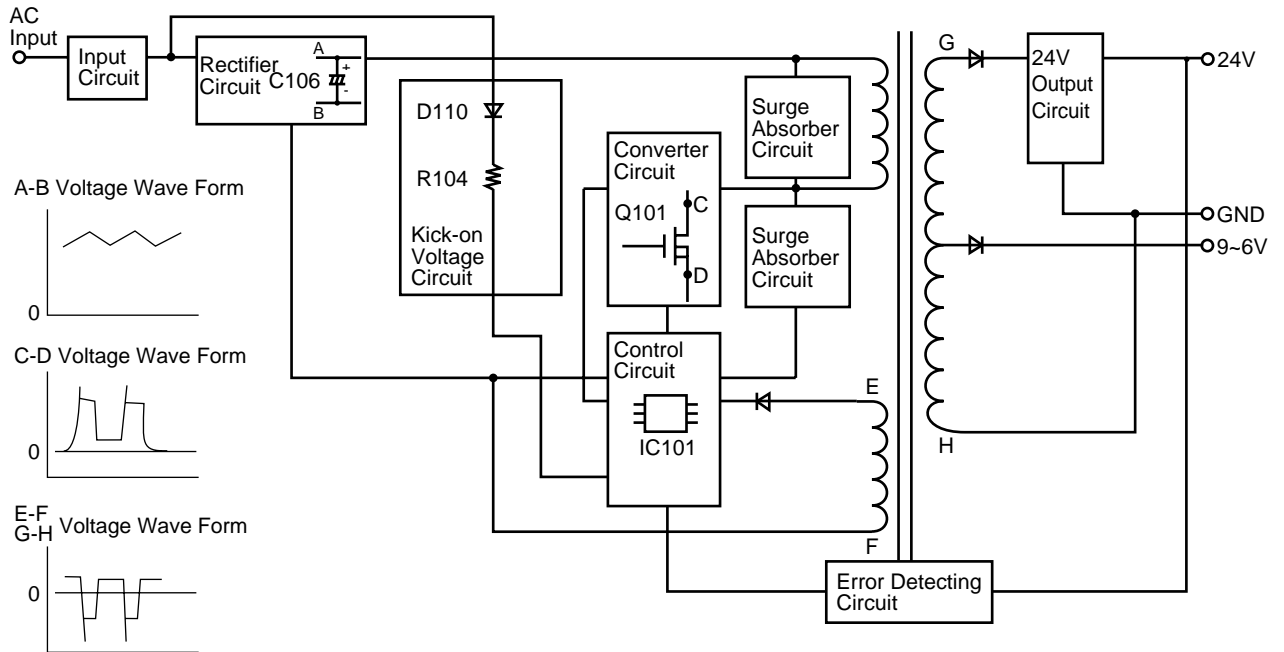 AC
Input
Input
Circuit
Rectifier
Circuit
C106
A
+
-
B
D110
R104
Kick-on
Voltage
Circuit
Converter
Circuit
Q101
C
D
Surge
Absorber
Circuit
Surge
Absorber
Circuit
Control
Circuit
IC101
E
F
G
H
24V
Output
Circuit
24V
GND
9~6V
Error Detecting
Circuit
A-B Voltage Wave Form
0
C-D Voltage Wave Form
0
E-F
G-H Voltage Wave Form
0